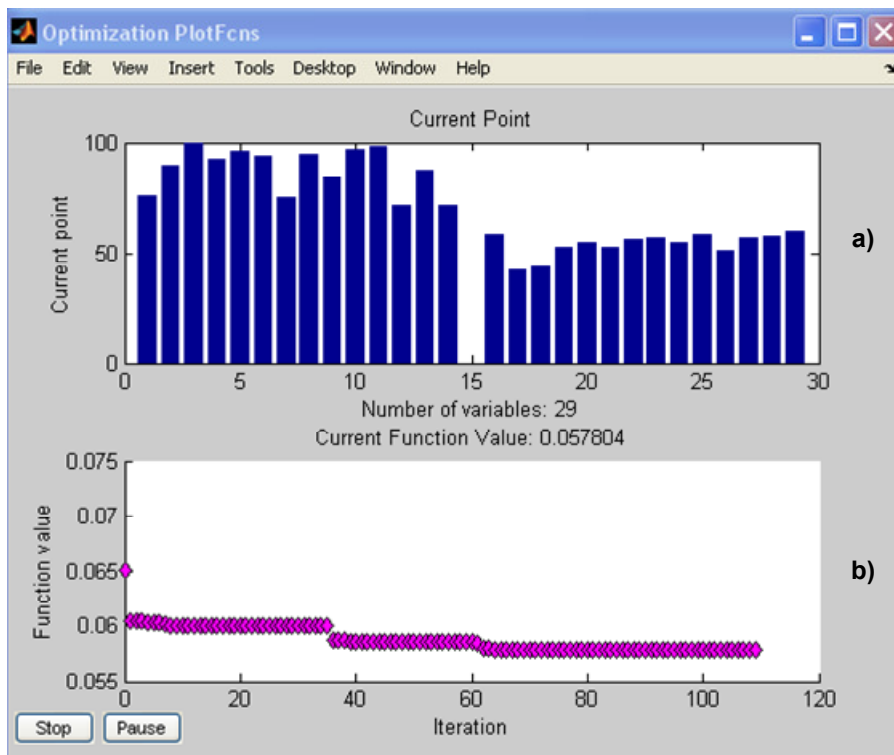 Optimization PlotFcns
File Edit View Insert Tools Desktop Window Help
Current Point
Current point
100
50
0
0 5 10 15 20 25 30
Number of variables: 29
a)
Current Function Value: 0.057804
Function value
0.075
0.07
0.065
0.06
0.055
0 20 40 60 80 100 120
Iteration
b)
Stop Pause